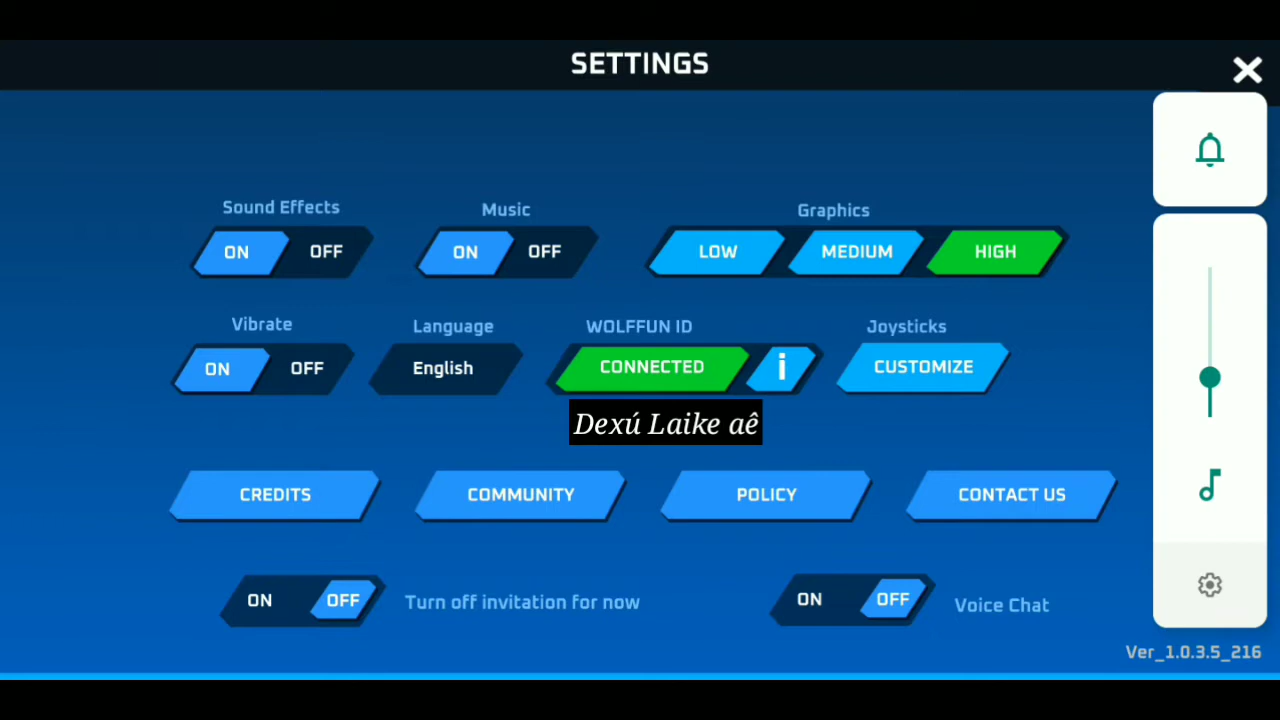 SETTINGS
Sound Effects
ON OFF
Music
ON OFF
Graphics
LOW MEDIUM HIGH
Vibrate
ON OFF
Language
English
WOLFFUN ID
CONNECTED i
Joysticks
CUSTOMIZE
Dexú Laike aê
CREDITS
COMMUNITY
POLICY
CONTACT US
ON OFF Turn off invitation for now
ON OFF Voice Chat
Ver_1.0.3.5_216